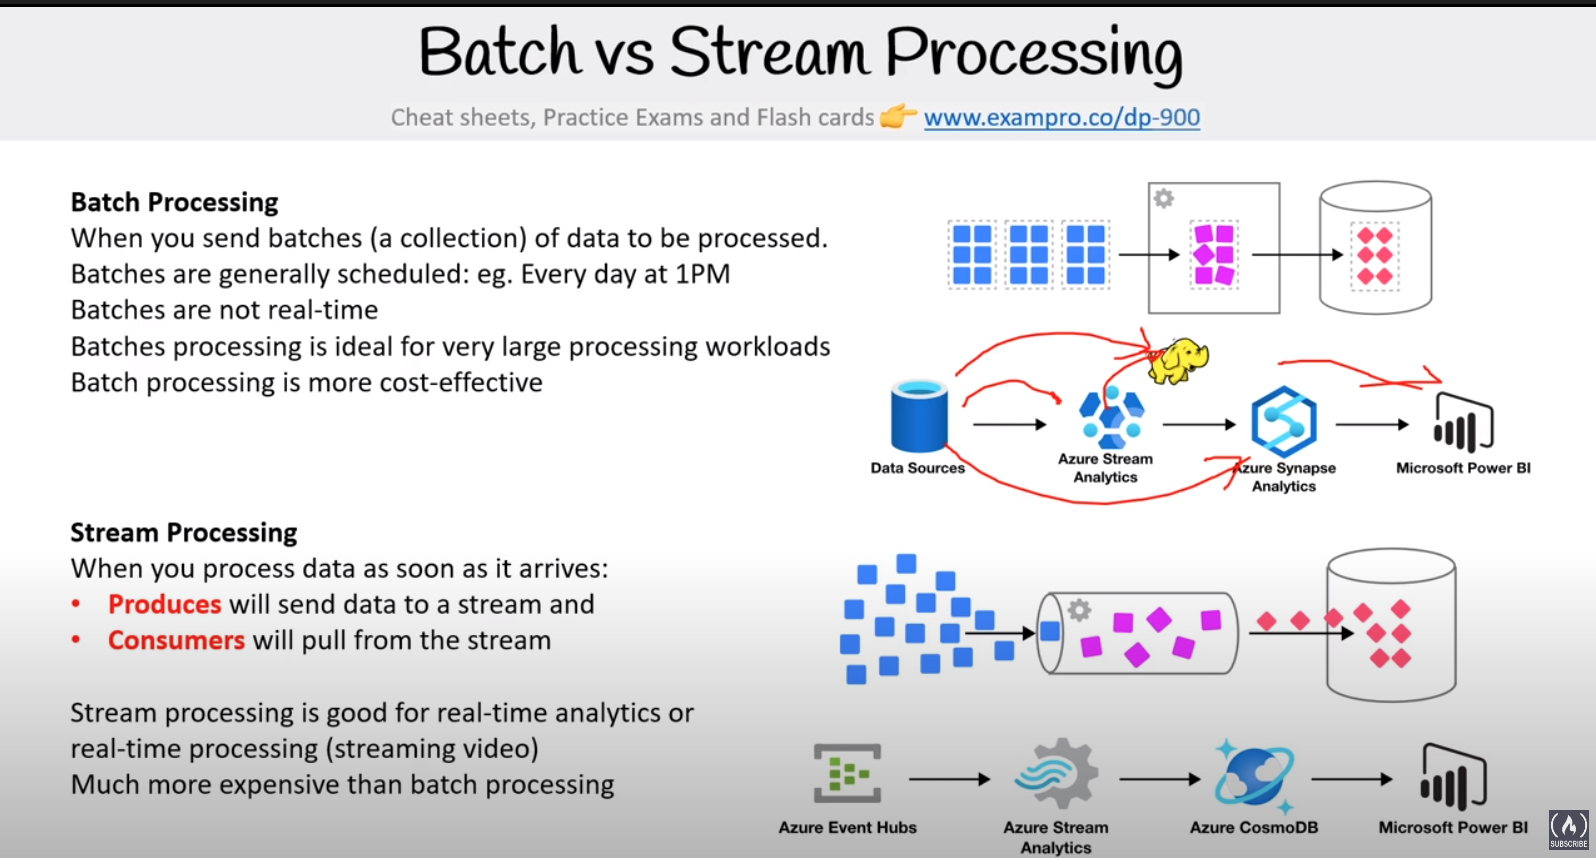 Batch vs Stream Processing
Cheat sheets, Practice Exams and Flash cards 👉 www.exampro.co/dp-900
Batch Processing
When you send batches (a collection) of data to be processed.
Batches are generally scheduled: eg. Every day at 1PM
Batches are not real-time
Batches processing is ideal for very large processing workloads
Batch processing is more cost-effective
Data Sources
Azure Stream
Analytics
Azure Synapse
Analytics
Microsoft Power BI
Stream Processing
When you process data as soon as it arrives:
• Produces will send data to a stream and
• Consumers will pull from the stream
Stream processing is good for real-time analytics or
real-time processing (streaming video)
Much more expensive than batch processing
Azure Event Hubs
Azure Stream
Analytics
Azure CosmoDB
Microsoft Power BI
SUBSCRIBE